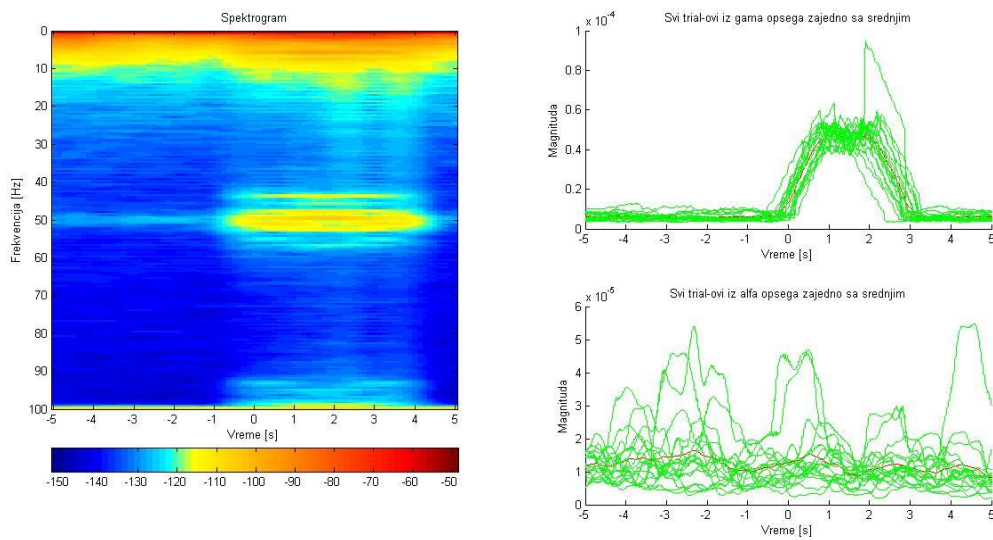 Spektrogram
Frekvencija [Hz]
0
10
20
30
40
50
60
70
80
90
100
-5 -4 -3 -2 -1 0 1 2 3 4 5
Vreme [s]
-150 -140 -130 -120 -110 -100 -90 -80 -70 -60 -50
Svi trial-ovi iz gama opsega zajedno sa srednjim
x 10^-4
Magnituda
1
0.8
0.6
0.4
0.2
0
-5 -4 -3 -2 -1 0 1 2 3 4 5
Vreme [s]
Svi trial-ovi iz alfa opsega zajedno sa srednjim
x 10^-5
Magnituda
6
5
4
3
2
1
0
-5 -4 -3 -2 -1 0 1 2 3 4 5
Vreme [s]